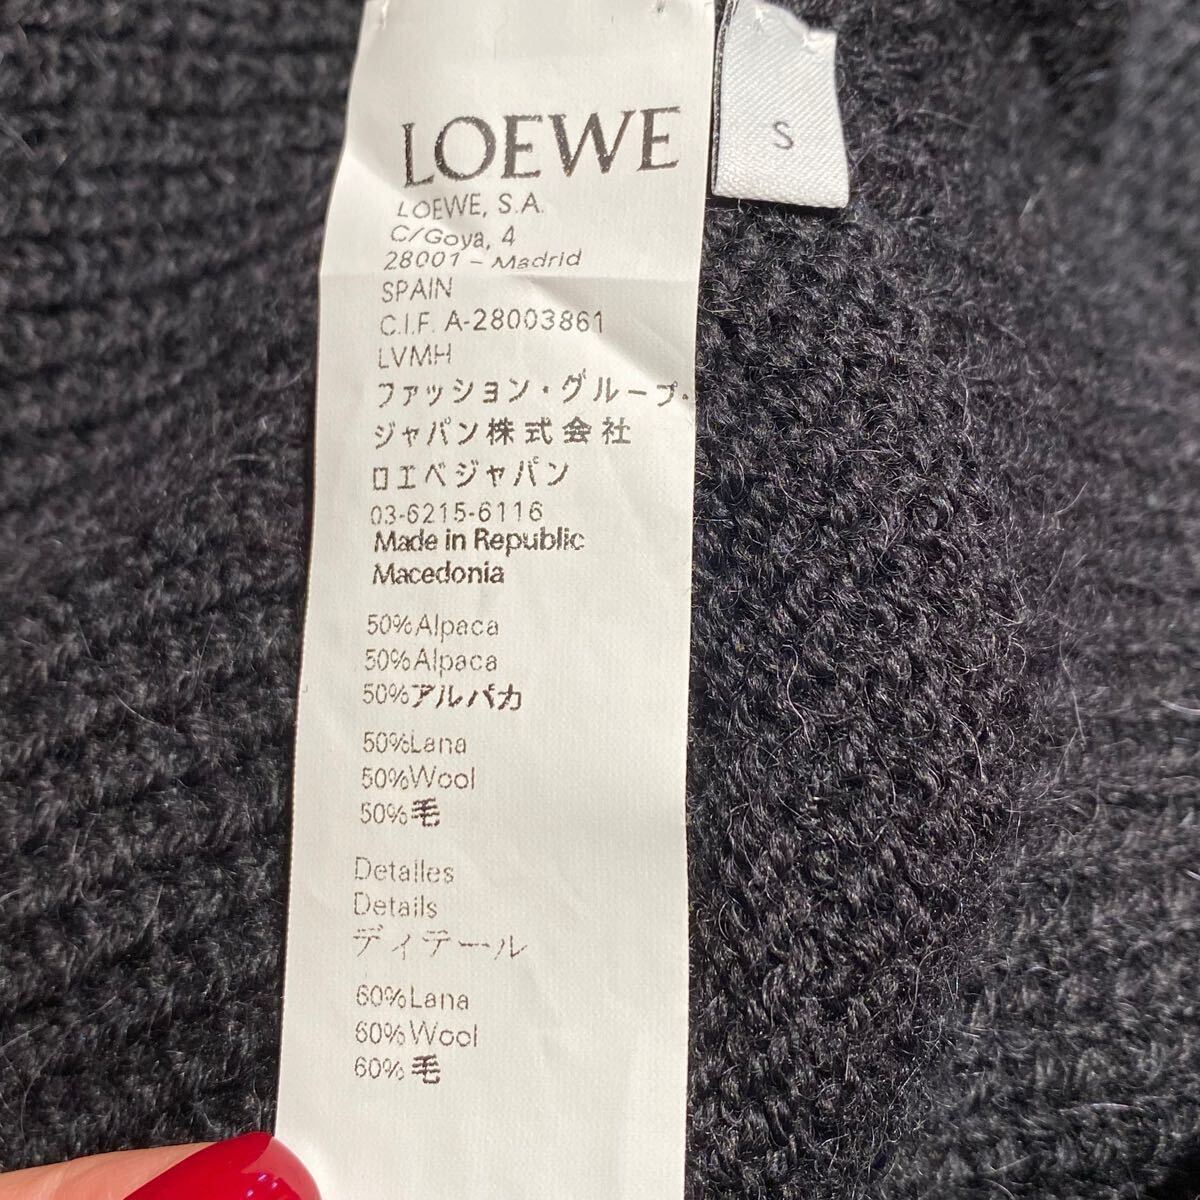 LOEWE
S
LOEWE, S.A.
C/Goya, 4
28001 - Madrid
SPAIN
C.I.F. A-28003861
LVMH
ファッション・グループ・
ジャパン株式会社
ロエベジャパン
03-6215-6116
Made in Republic
Macedonia
50%Alpaca
50%Alpaca
50%アルパカ
50%Lana
50%Wool
50%毛
Detalles
Details
ディテール
60%Lana
60%Wool
60%毛